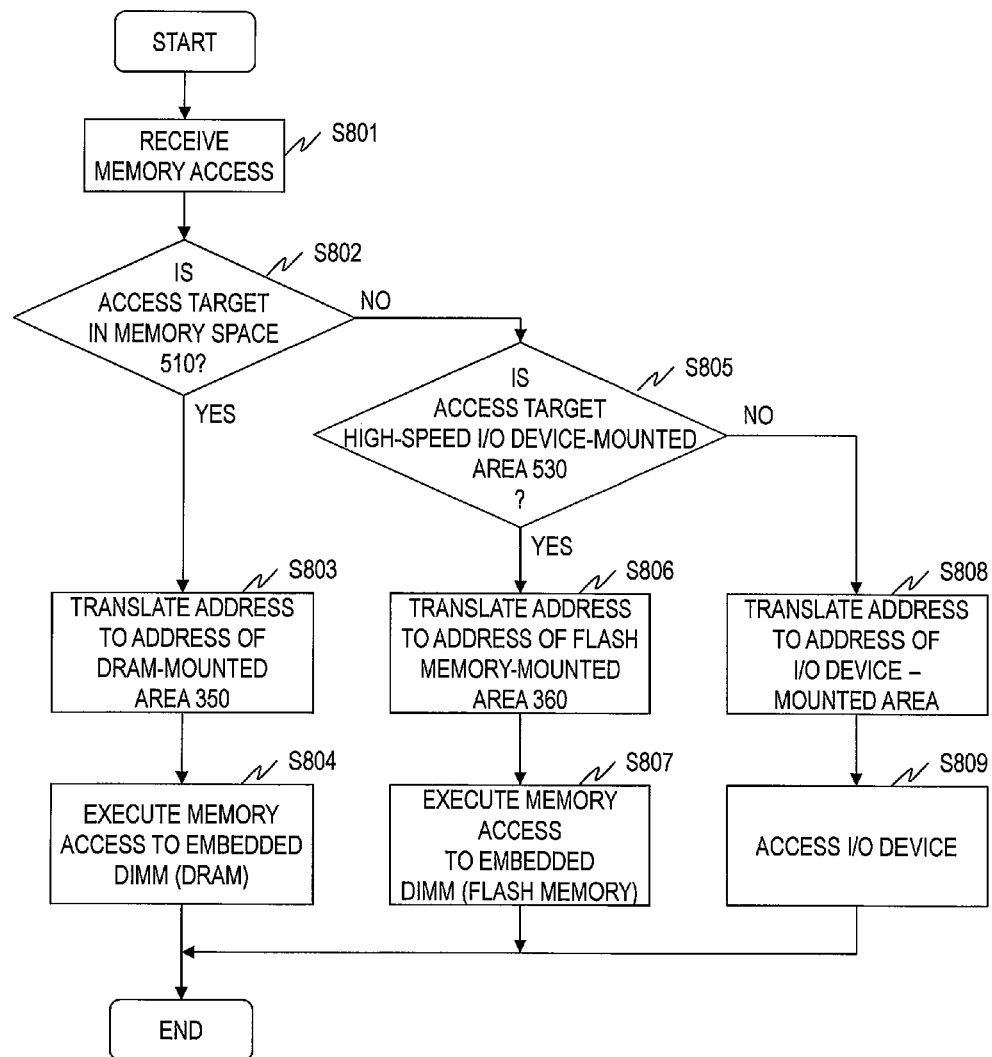 START
RECEIVE
MEMORY ACCESS
S801
IS
ACCESS TARGET
IN MEMORY SPACE
510?
S802
NO
YES
IS
ACCESS TARGET
HIGH-SPEED I/O DEVICE-MOUNTED
AREA 530
?
S805
NO
YES
S803
TRANSLATE ADDRESS
TO ADDRESS OF
DRAM-MOUNTED
AREA 350
S806
TRANSLATE ADDRESS
TO ADDRESS OF FLASH
MEMORY-MOUNTED
AREA 360
S808
TRANSLATE ADDRESS
TO ADDRESS OF
I/O DEVICE –
MOUNTED AREA
S804
EXECUTE MEMORY
ACCESS TO EMBEDDED
DIMM (DRAM)
S807
EXECUTE MEMORY
ACCESS
TO EMBEDDED
DIMM (FLASH MEMORY)
S809
ACCESS I/O DEVICE
END